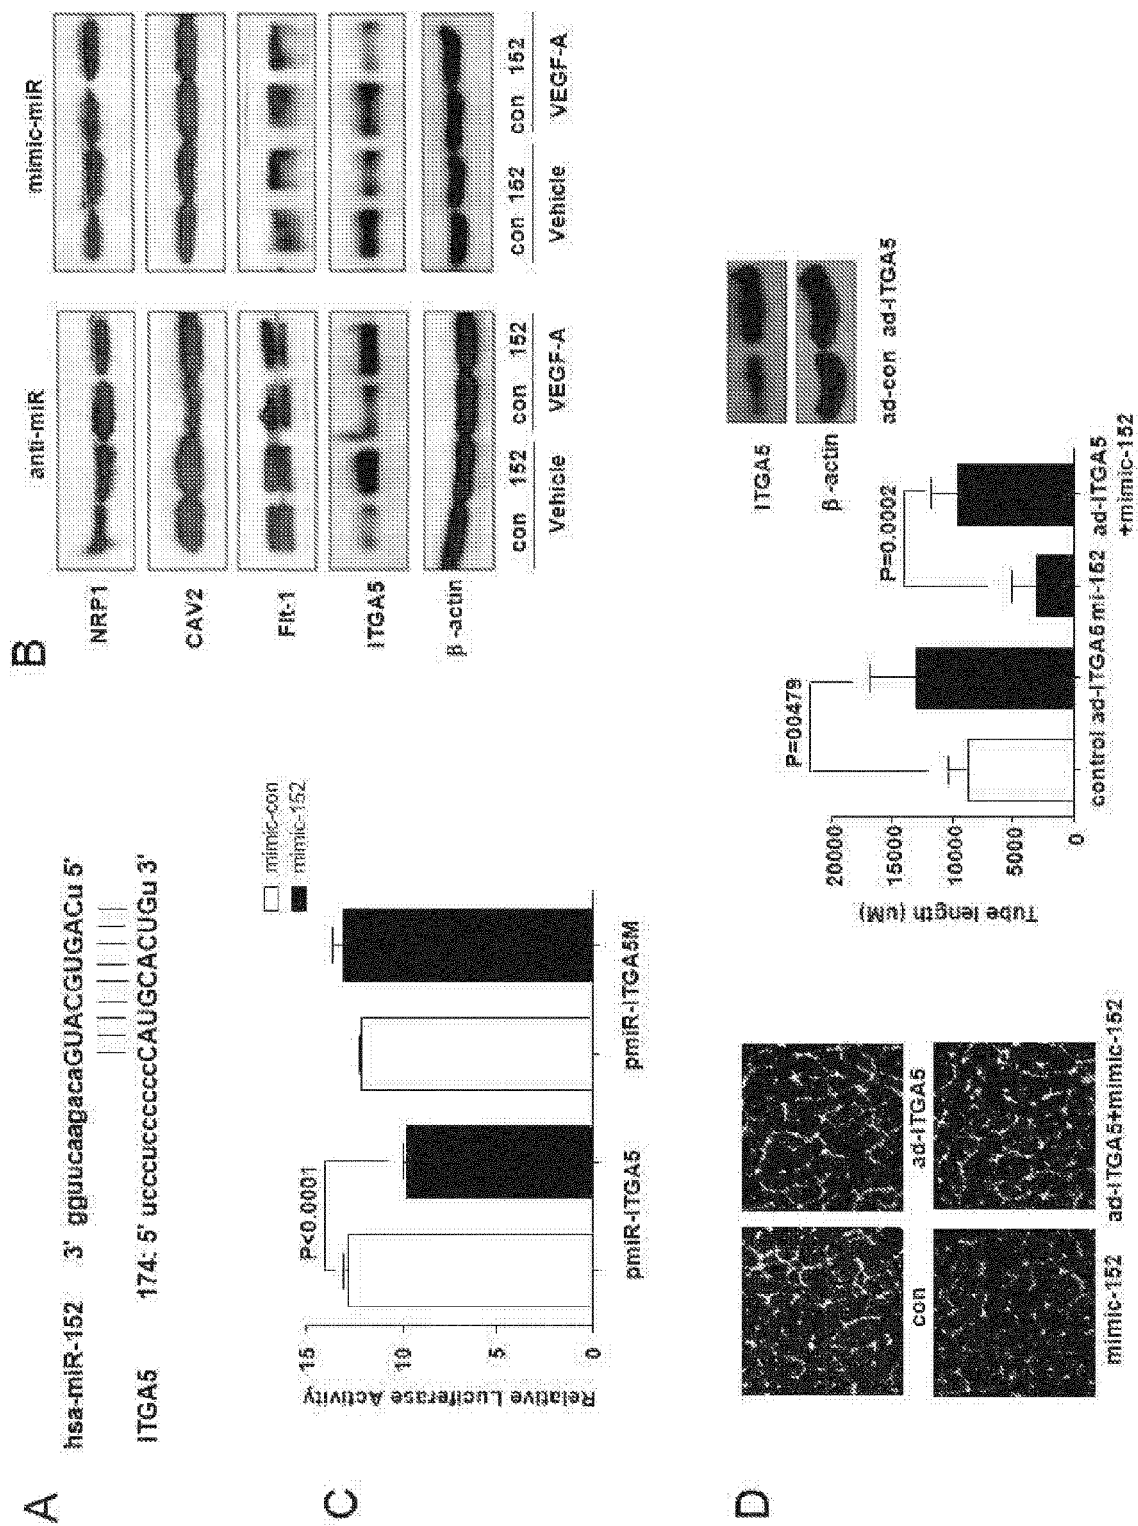 A
hsa-miR-152 3' gguucaagacaGUACGUGACu 5'
ITGA5 174: 5' ucccuccccccCAUGCACUGu 3'
B
anti-miR mimic-miR
NRP1
CAV2
Flt-1
ITGA5
β-actin
con 152 con 152 con 152 con 152
Vehicle VEGF-A Vehicle VEGF-A
C
mimic-con
mimic-152
Relative Luciferase Activity
15
10
5
0
P<0.0001
pmiR-ITGA5 pmiR-ITGA5M
D
con ad-ITGA5
mimic-152 ad-ITGA5+mimic-152
Tube length (uM)
20000
15000
10000
5000
0
P=00479
P=0.0002
control ad-ITGA5 mi-152 ad-ITGA5
+mimic-152
ITGA5
β-actin
ad-con ad-ITGA5